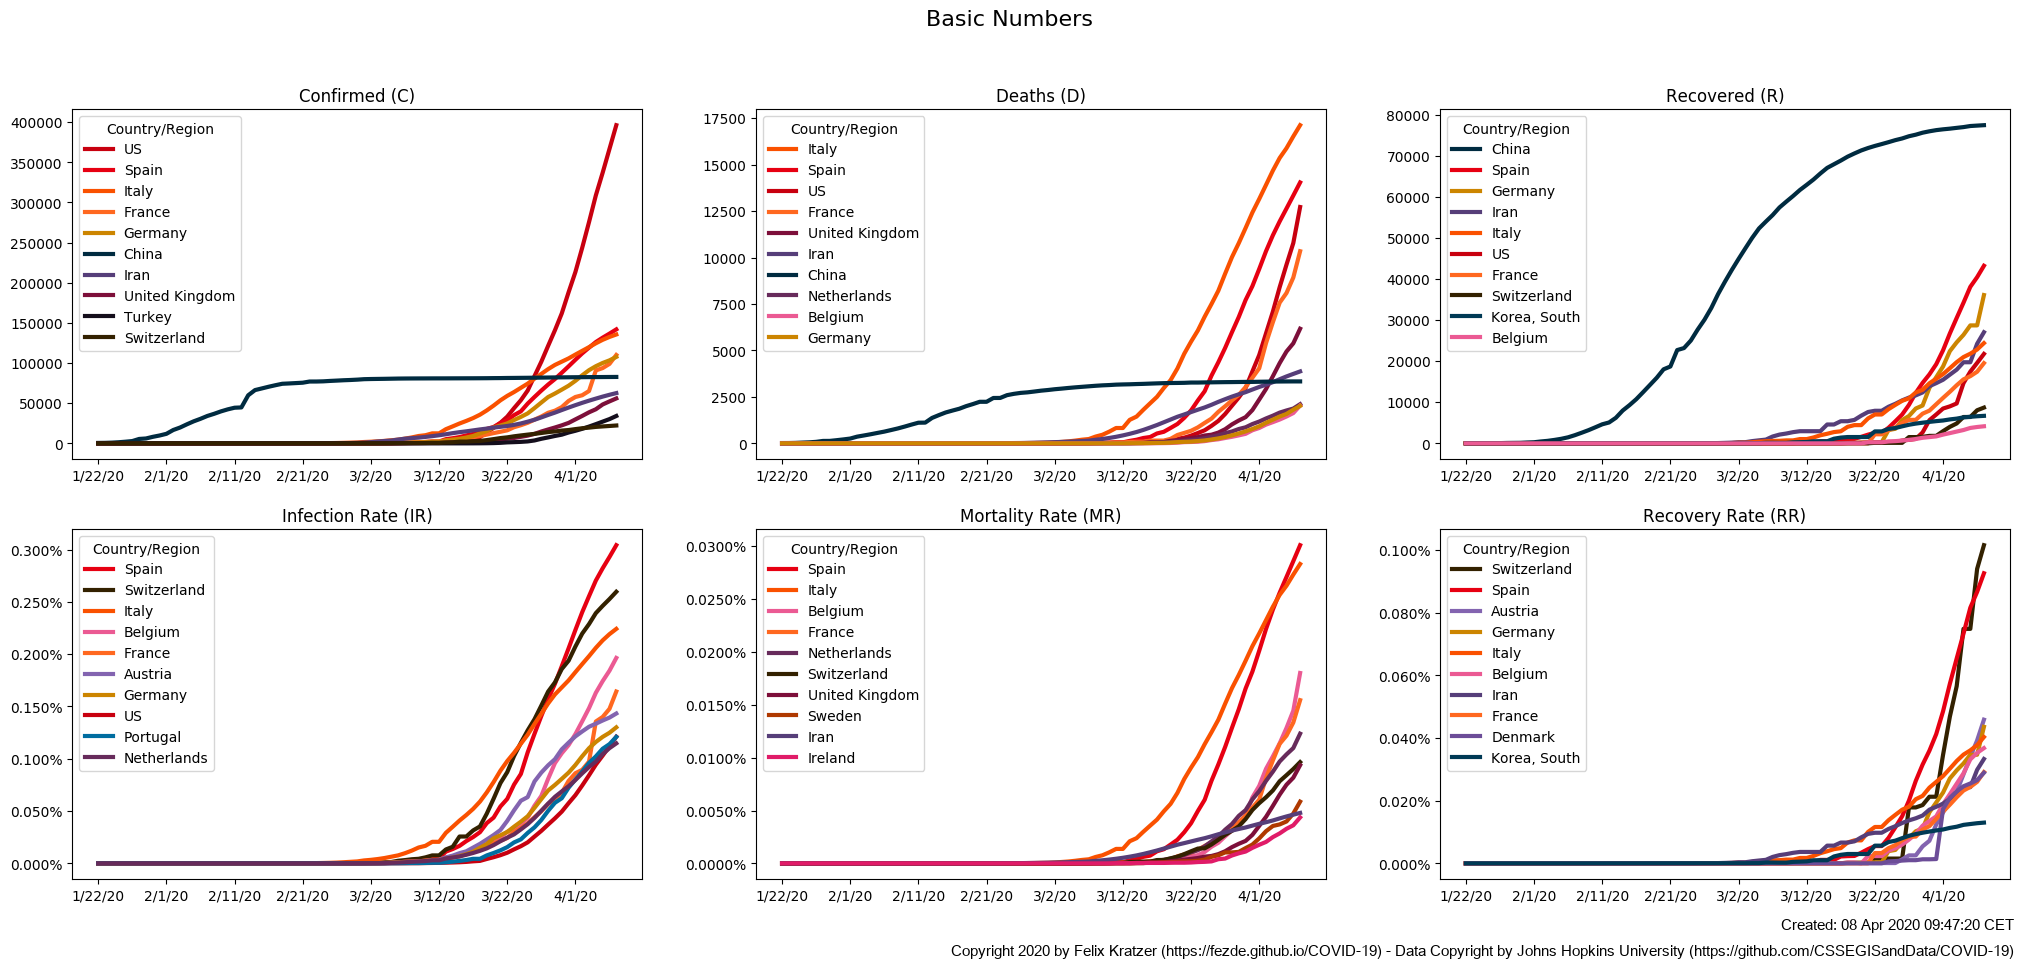 Basic Numbers
Confirmed (C)
400000
350000
300000
250000
200000
150000
100000
50000
0
Country/Region
US
Spain
Italy
France
Germany
China
Iran
United Kingdom
Turkey
Switzerland
1/22/20 2/1/20 2/11/20 2/21/20 3/2/20 3/12/20 3/22/20 4/1/20
Deaths (D)
17500
15000
12500
10000
7500
5000
2500
0
Country/Region
Italy
Spain
US
France
United Kingdom
Iran
China
Netherlands
Belgium
Germany
1/22/20 2/1/20 2/11/20 2/21/20 3/2/20 3/12/20 3/22/20 4/1/20
Recovered (R)
80000
70000
60000
50000
40000
30000
20000
10000
0
Country/Region
China
Spain
Germany
Iran
Italy
US
France
Switzerland
Korea, South
Belgium
1/22/20 2/1/20 2/11/20 2/21/20 3/2/20 3/12/20 3/22/20 4/1/20
Infection Rate (IR)
0.300%
0.250%
0.200%
0.150%
0.100%
0.050%
0.000%
Country/Region
Spain
Switzerland
Italy
Belgium
France
Austria
Germany
US
Portugal
Netherlands
1/22/20 2/1/20 2/11/20 2/21/20 3/2/20 3/12/20 3/22/20 4/1/20
Mortality Rate (MR)
0.0300%
0.0250%
0.0200%
0.0150%
0.0100%
0.0050%
0.0000%
Country/Region
Spain
Italy
Belgium
France
Netherlands
Switzerland
United Kingdom
Sweden
Iran
Ireland
1/22/20 2/1/20 2/11/20 2/21/20 3/2/20 3/12/20 3/22/20 4/1/20
Recovery Rate (RR)
0.100%
0.080%
0.060%
0.040%
0.020%
0.000%
Country/Region
Switzerland
Spain
Austria
Germany
Italy
Belgium
Iran
France
Denmark
Korea, South
1/22/20 2/1/20 2/11/20 2/21/20 3/2/20 3/12/20 3/22/20 4/1/20
Created: 08 Apr 2020 09:47:20 CET
Copyright 2020 by Felix Kratzer (https://fezde.github.io/COVID-19) - Data Copyright by Johns Hopkins University (https://github.com/CSSEGISandData/COVID-19)